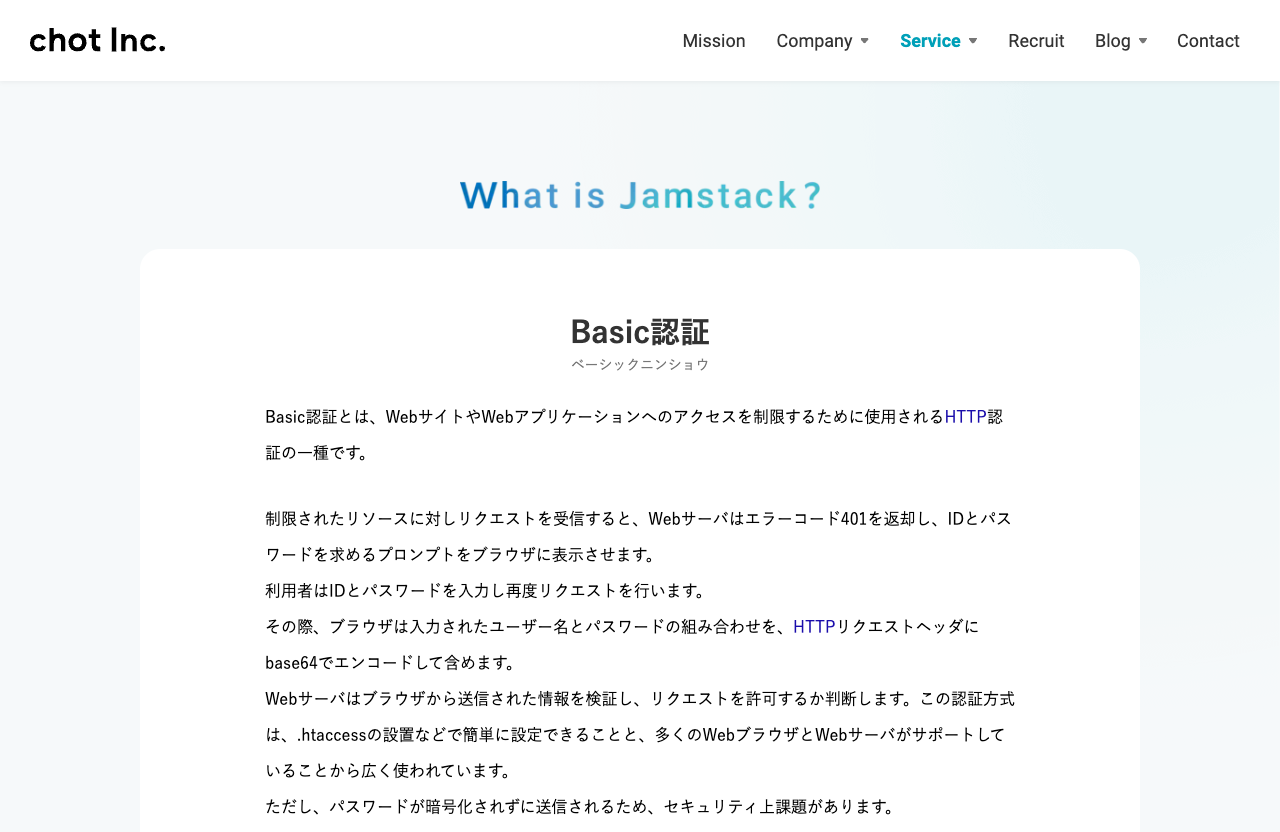 chot Inc.
Mission Company Service Recruit Blog Contact
What is Jamstack?
Basic認証
ベーシックニンショウ
Basic認証とは、WebサイトやWebアプリケーションへのアクセスを制限するために使用されるHTTP認
証の一種です。
制限されたリソースに対しリクエストを受信すると、Webサーバはエラーコード401を返却し、IDとパス
ワードを求めるプロンプトをブラウザに表示させます。
利用者はIDとパスワードを入力し再度リクエストを行います。
その際、ブラウザは入力されたユーザー名とパスワードの組み合わせを、HTTPリクエストヘッダに
base64でエンコードして含めます。
Webサーバはブラウザから送信された情報を検証し、リクエストを許可するか判断します。この認証方式
は、.htaccessの設置などで簡単に設定できることと、多くのWebブラウザとWebサーバがサポートして
いることから広く使われています。
ただし、パスワードが暗号化されずに送信されるため、セキュリティ上課題があります。